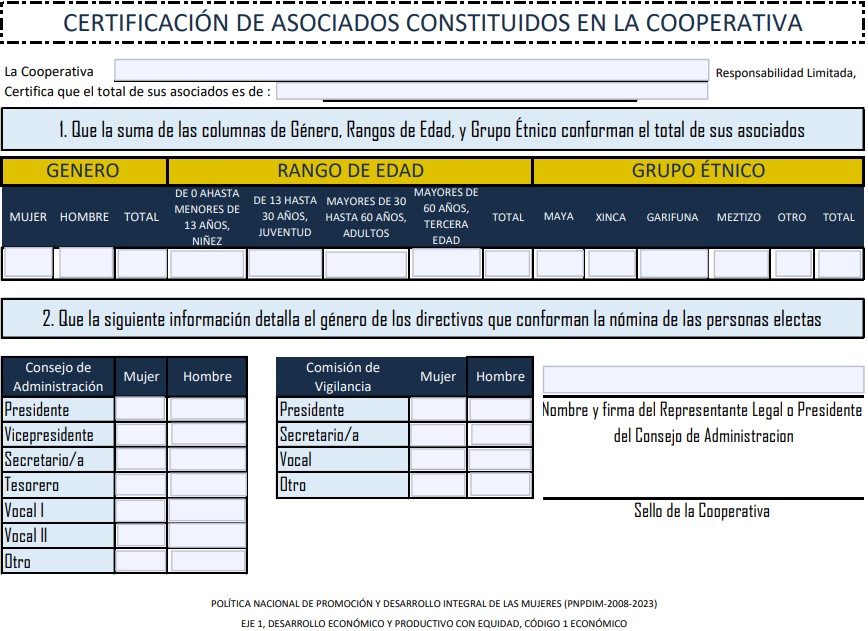 CERTIFICACIÓN DE ASOCIADOS CONSTITUIDOS EN LA COOPERATIVA
La Cooperativa Responsabilidad Limitada,
Certifica que el total de sus asociados es de :
1. Que la suma de las columnas de Género, Rangos de Edad, y Grupo Étnico conforman el total de sus asociados
GENERO RANGO DE EDAD GRUPO ÉTNICO
MUJER HOMBRE TOTAL
DE 0 AHASTA
MENORES DE
13 AÑOS,
NIÑEZ
DE 13 HASTA
30 AÑOS,
JUVENTUD
MAYORES DE 30
HASTA 60 AÑOS,
ADULTOS
MAYORES DE
60 AÑOS,
TERCERA
EDAD
TOTAL
MAYA XINCA GARIFUNA MEZTIZO OTRO TOTAL
2. Que la siguiente información detalla el género de los directivos que conforman la nómina de las personas electas
Consejo de
Administración
Mujer Hombre
Presidente
Vicepresidente
Secretario/a
Tesorero
Vocal I
Vocal II
Otro
Comisión de
Vigilancia
Mujer Hombre
Presidente
Secretario/a
Vocal
Otro
Nombre y firma del Representante Legal o Presidente
del Consejo de Administracion
Sello de la Cooperativa
POLÍTICA NACIONAL DE PROMOCIÓN Y DESARROLLO INTEGRAL DE LAS MUJERES (PNPDIM-2008-2023)
EJE 1, DESARROLLO ECONÓMICO Y PRODUCTIVO CON EQUIDAD, CÓDIGO 1 ECONÓMICO